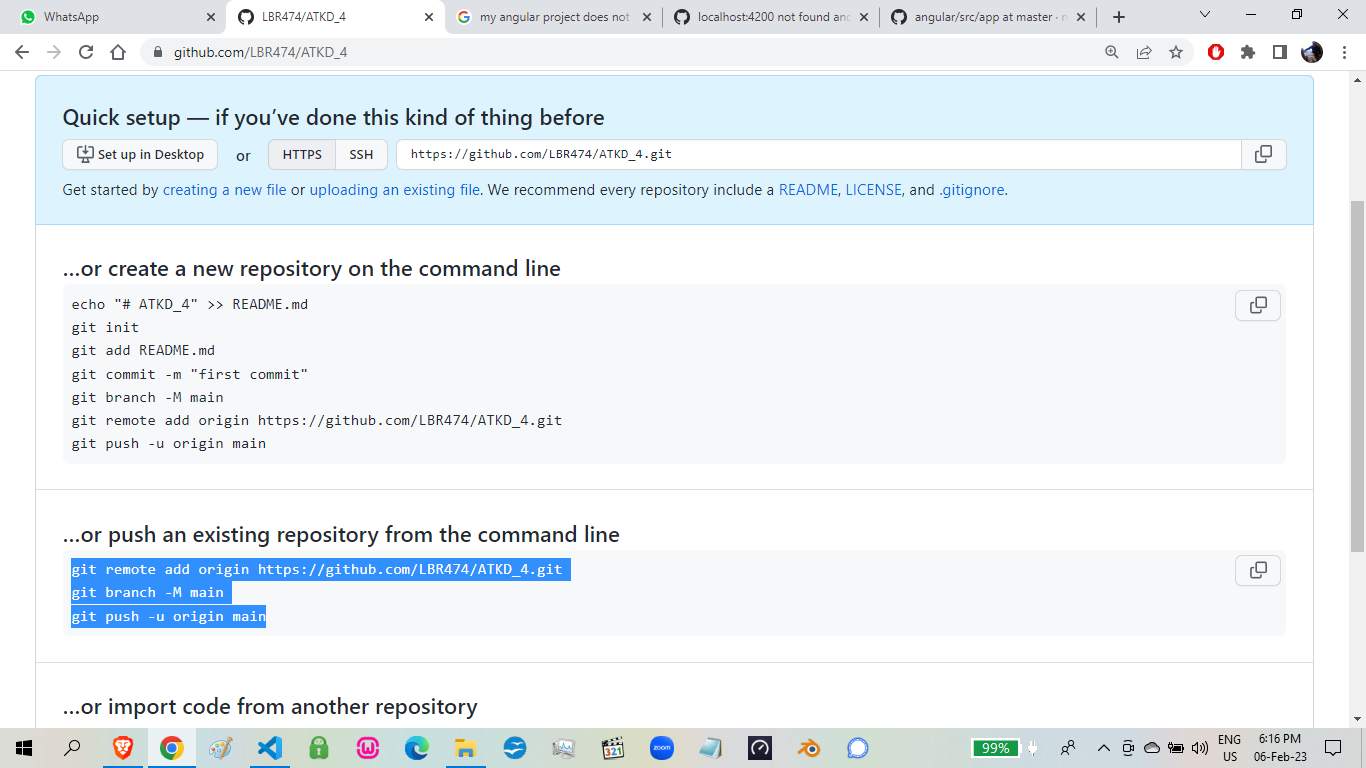 WhatsApp
LBR474/ATKD_4
my angular project does not
localhost:4200 not found and
angular/src/app at master ·
github.com/LBR474/ATKD_4
Quick setup — if you’ve done this kind of thing before
Set up in Desktop
or
HTTPS
SSH
https://github.com/LBR474/ATKD_4.git
Get started by creating a new file or uploading an existing file. We recommend every repository include a README, LICENSE, and .gitignore.
…or create a new repository on the command line
echo "# ATKD_4" >> README.md
git init
git add README.md
git commit -m "first commit"
git branch -M main
git remote add origin https://github.com/LBR474/ATKD_4.git
git push -u origin main
…or push an existing repository from the command line
git remote add origin https://github.com/LBR474/ATKD_4.git
git branch -M main
git push -u origin main
…or import code from another repository
321
zoom
99%
ENG
US
6:16 PM
06-Feb-23